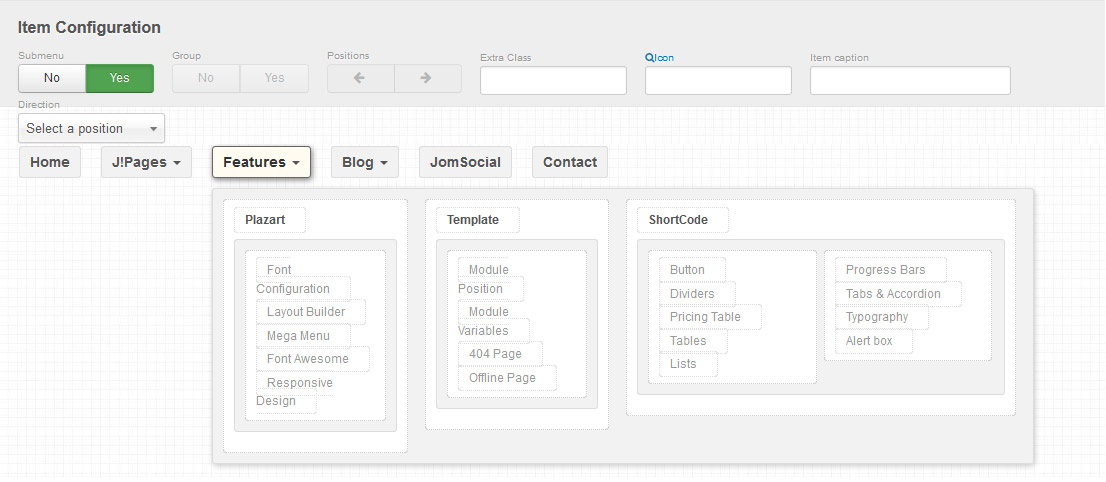 Item Configuration
Submenu Group Positions Extra Class Icon Item caption
No Yes No Yes
Direction
Select a position
Home J!Pages Features Blog JomSocial Contact
Plazart
Font
Configuration
Layout Builder
Mega Menu
Font Awesome
Responsive
Design
Template
Module
Position
Module
Variables
404 Page
Offline Page
ShortCode
Button
Dividers
Pricing Table
Tables
Lists
Progress Bars
Tabs & Accordion
Typography
Alert box